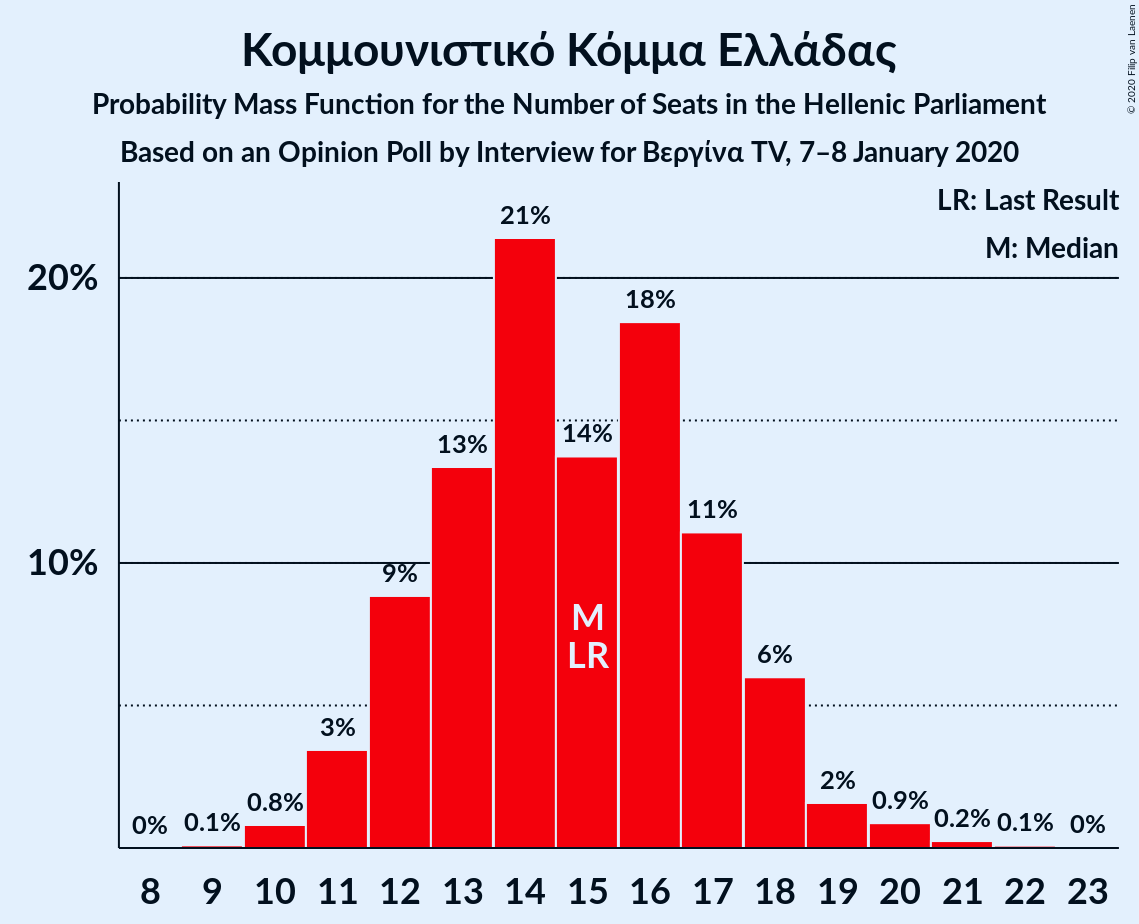 Κομμουνιστικό Κόμμα Ελλάδας
Probability Mass Function for the Number of Seats in the Hellenic Parliament
Based on an Opinion Poll by Interview for Βεργίνα TV, 7–8 January 2020
© 2020 Filip van Laenen
LR: Last Result
M: Median
20%
10%
0%
0.1%
0.8%
3%
9%
13%
21%
14%
18%
11%
6%
2%
0.9%
0.2%
0.1%
0%
M
LR
8 9 10 11 12 13 14 15 16 17 18 19 20 21 22 23